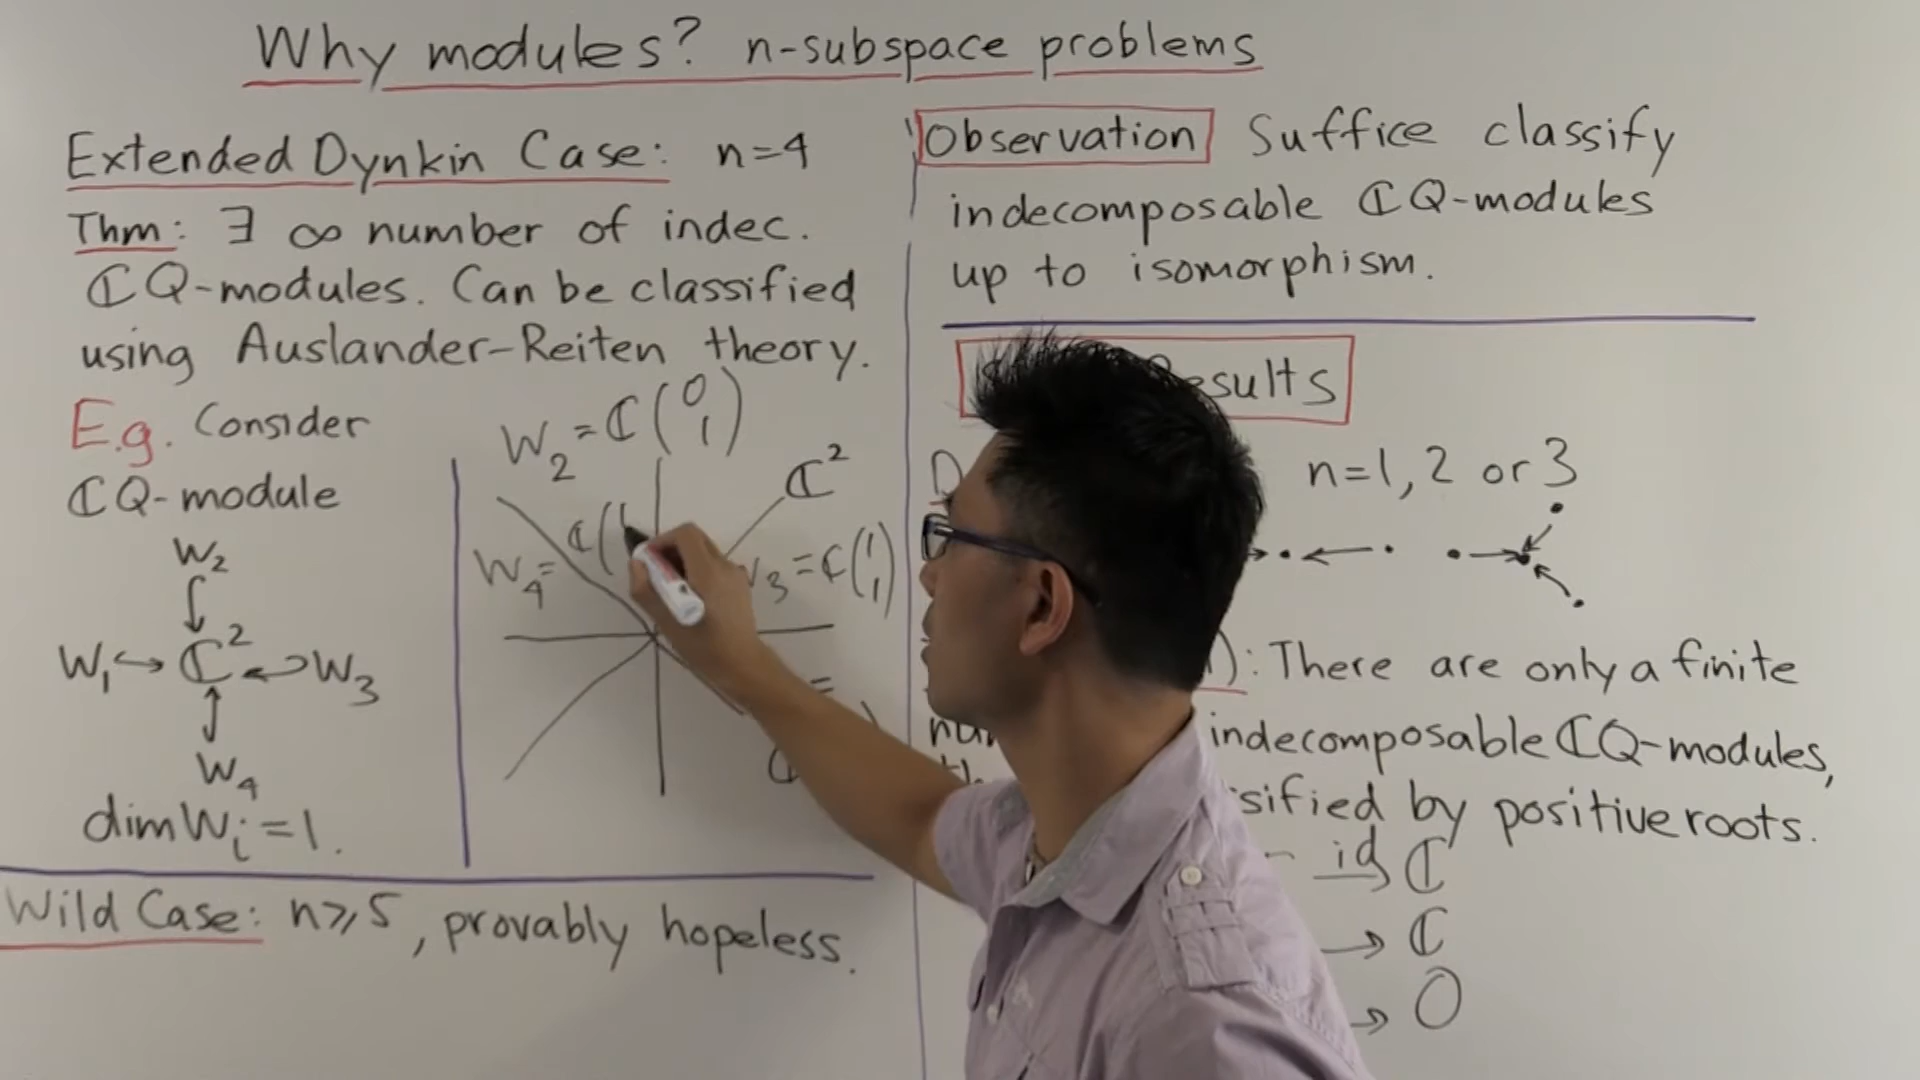 Why modules? n-subspace problems
Extended Dynkin Case: n=4
Thm: ∃ ∞ number of indec.
ℂQ-modules. Can be classified
using Auslander-Reiten theory.
E.g. Consider
ℂQ-module
W₂
W₁ ↪ ℂ² ↩ W₃
W₄
dim Wᵢ = 1.
W₂ = ℂ(0 1)
ℂ²
W₄ = ℂ(1
₃ = ℂ(1 1)
=
Wild Case: n⩾5, provably hopeless.
Observation Suffice classify
indecomposable ℂQ-modules
up to isomorphism.
sults
D n=1, 2 or 3
): There are only a finite
indecomposable ℂQ-modules,
sified by positive roots.
id ℂ
→ ℂ
→ 0